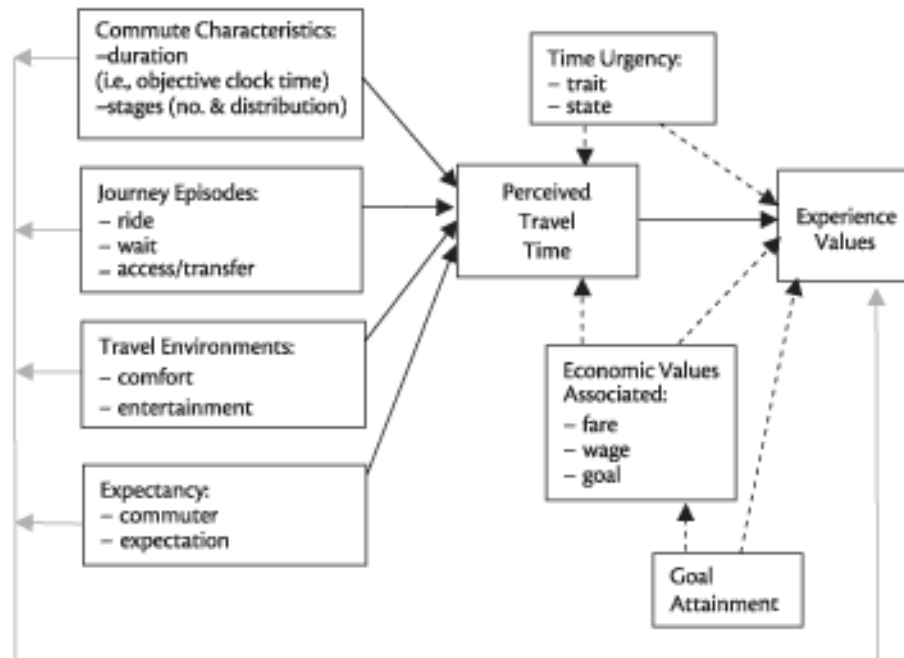 Commute Characteristics:
–duration
(i.e., objective clock time)
–stages (no. & distribution)
Journey Episodes:
– ride
– wait
– access/transfer
Travel Environments:
– comfort
– entertainment
Expectancy:
– commuter
– expectation
Time Urgency:
– trait
– state
Perceived
Travel
Time
Experience
Values
Economic Values
Associated:
– fare
– wage
– goal
Goal
Attainment